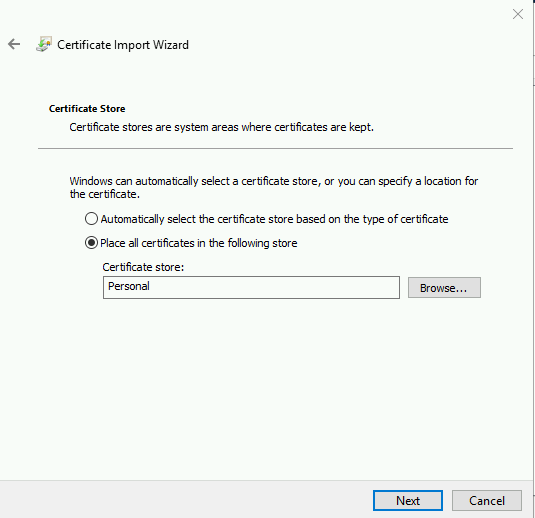 Certificate Import Wizard
Certificate Store
Certificate stores are system areas where certificates are kept.
Windows can automatically select a certificate store, or you can specify a location for
the certificate.
Automatically select the certificate store based on the type of certificate
Place all certificates in the following store
Certificate store:
Personal
Browse...
Next
Cancel